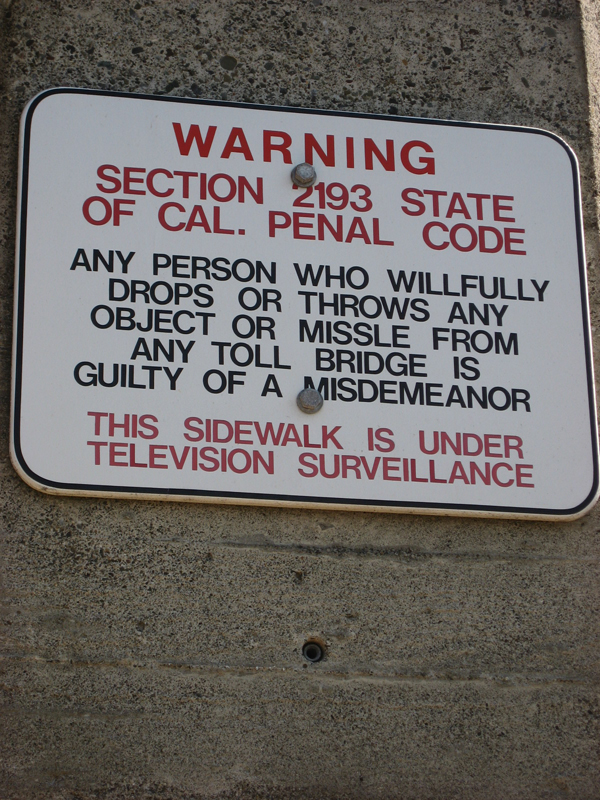 WARNING
SECTION 2193 STATE
OF CAL. PENAL CODE
ANY PERSON WHO WILLFULLY
DROPS OR THROWS ANY
OBJECT OR MISSLE FROM
ANY TOLL BRIDGE IS
GUILTY OF A MISDEMEANOR
THIS SIDEWALK IS UNDER
TELEVISION SURVEILLANCE